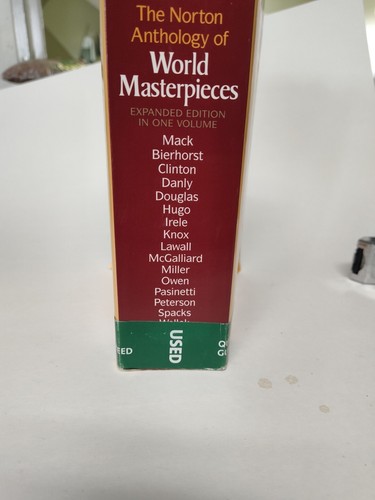 The Norton
Anthology of
World
Masterpieces
EXPANDED EDITION
IN ONE VOLUME
Mack
Bierhorst
Clinton
Danly
Douglas
Hugo
Irele
Knox
Lawall
McGalliard
Miller
Owen
Pasinetti
Peterson
Spacks
USED